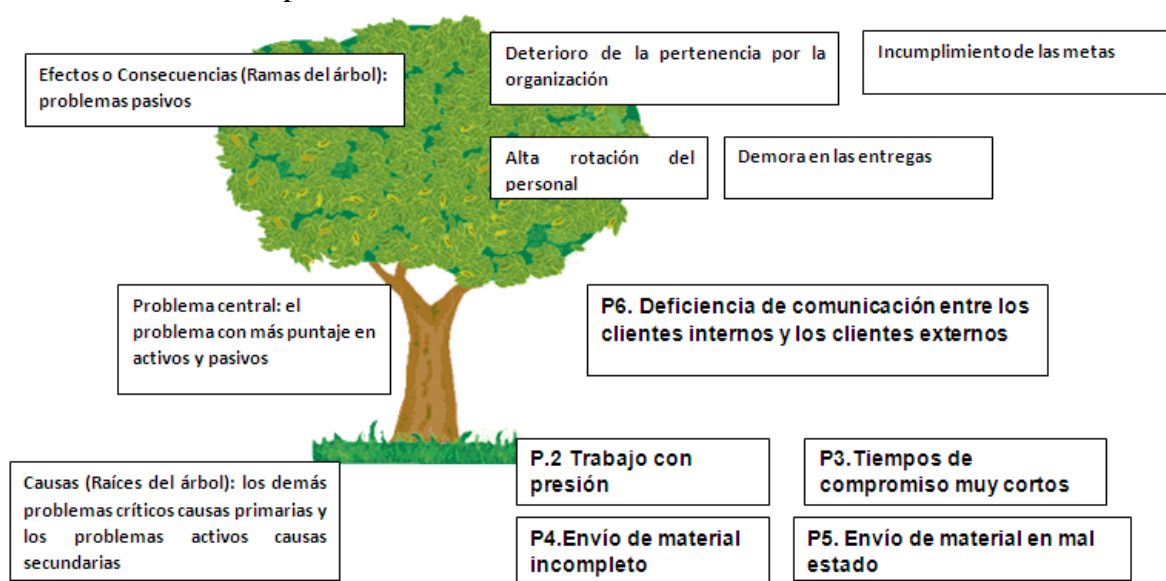 Efectos o Consecuencias (Ramas del árbol):
problemas pasivos
Deterioro de la pertenencia por la
organización
Incumplimiento de las metas
Alta rotación del
personal
Demora en las entregas
Problema central: el
problema con más puntaje en
activos y pasivos
P6. Deficiencia de comunicación entre los
clientes internos y los clientes externos
Causas (Raíces del árbol): los demás
problemas críticos causas primarias y
los problemas activos causas
secundarias
P.2 Trabajo con
presión
P3.Tiempos de
compromiso muy cortos
P4.Envío de material
incompleto
P5. Envío de material en mal
estado